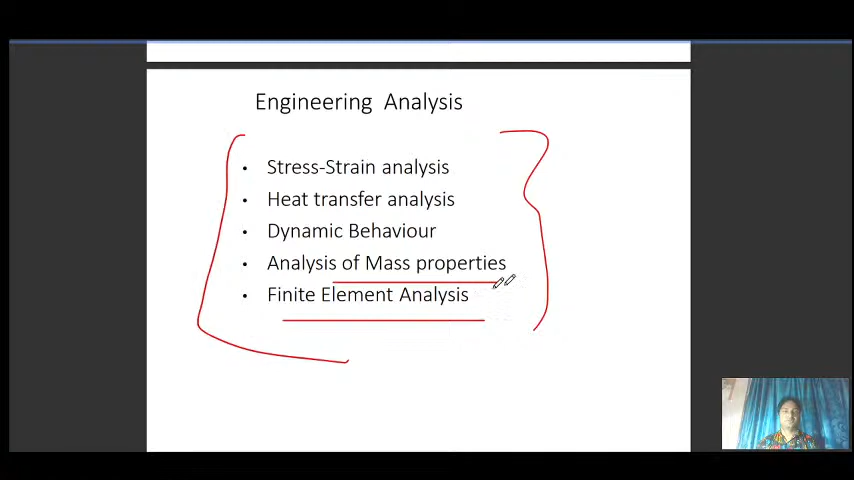 Engineering Analysis
• Stress-Strain analysis
• Heat transfer analysis
• Dynamic Behaviour
• Analysis of Mass properties
• Finite Element Analysis